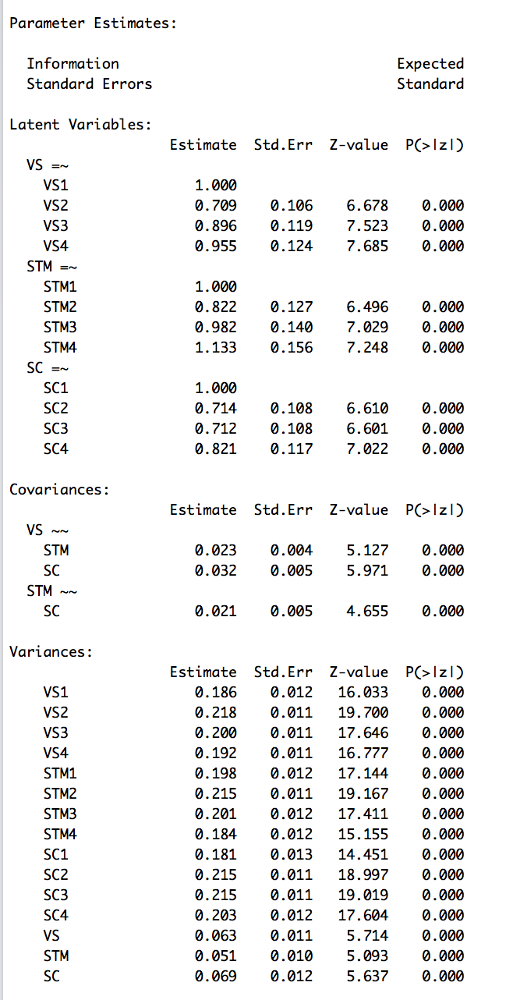 Parameter Estimates:
Information Expected
Standard Errors Standard
Latent Variables:
Estimate Std.Err Z-value P(>|z|)
VS =~
VS1 1.000
VS2 0.709 0.106 6.678 0.000
VS3 0.896 0.119 7.523 0.000
VS4 0.955 0.124 7.685 0.000
STM =~
STM1 1.000
STM2 0.822 0.127 6.496 0.000
STM3 0.982 0.140 7.029 0.000
STM4 1.133 0.156 7.248 0.000
SC =~
SC1 1.000
SC2 0.714 0.108 6.610 0.000
SC3 0.712 0.108 6.601 0.000
SC4 0.821 0.117 7.022 0.000
Covariances:
Estimate Std.Err Z-value P(>|z|)
VS ~~
STM 0.023 0.004 5.127 0.000
SC 0.032 0.005 5.971 0.000
STM ~~
SC 0.021 0.005 4.655 0.000
Variances:
Estimate Std.Err Z-value P(>|z|)
VS1 0.186 0.012 16.033 0.000
VS2 0.218 0.011 19.700 0.000
VS3 0.200 0.011 17.646 0.000
VS4 0.192 0.011 16.777 0.000
STM1 0.198 0.012 17.144 0.000
STM2 0.215 0.011 19.167 0.000
STM3 0.201 0.012 17.411 0.000
STM4 0.184 0.012 15.155 0.000
SC1 0.181 0.013 14.451 0.000
SC2 0.215 0.011 18.997 0.000
SC3 0.215 0.011 19.019 0.000
SC4 0.203 0.012 17.604 0.000
VS 0.063 0.011 5.714 0.000
STM 0.051 0.010 5.093 0.000
SC 0.069 0.012 5.637 0.000